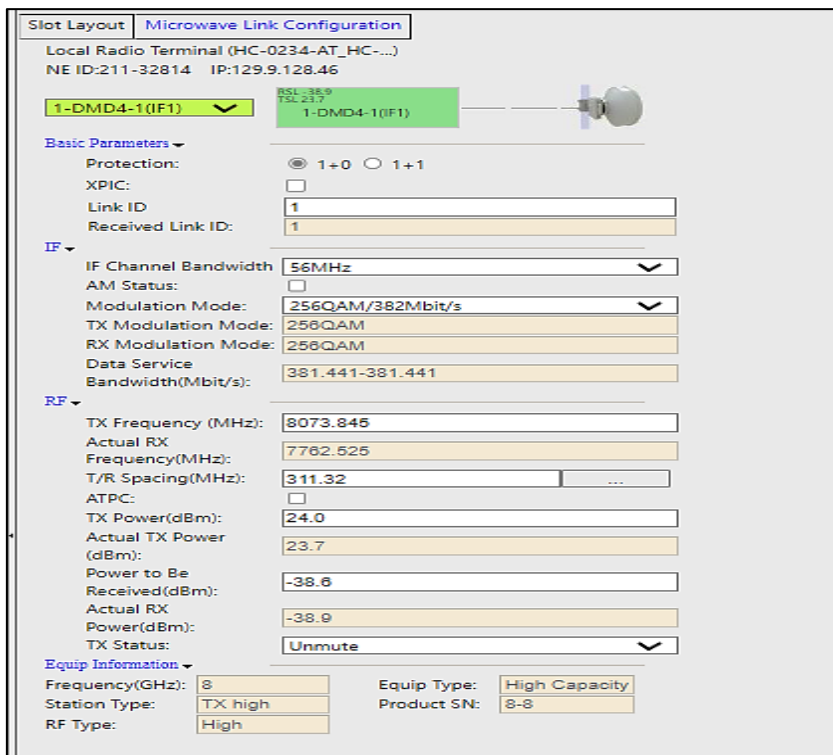 Slot Layout Microwave Link Configuration
Local Radio Terminal (HC-0234-AT_HC-...)
NE ID:211-32814 IP:129.9.128.46
1-DMD4-1(IF1)
RSL -38.9
TSL 23.7
1-DMD4-1(IF1)
Basic Parameters
Protection: 1+0 1+1
XPIC:
Link ID 1
Received Link ID: 1
IF
IF Channel Bandwidth 56MHz
AM Status:
Modulation Mode: 256QAM/382Mbit/s
TX Modulation Mode: 256QAM
RX Modulation Mode: 256QAM
Data Service
Bandwidth(Mbit/s): 381.441-381.441
RF
TX Frequency (MHz): 8073.845
Actual RX
Frequency(MHz): 7762.525
T/R Spacing(MHz): 311.32 ...
ATPC:
TX Power(dBm): 24.0
Actual TX Power
(dBm): 23.7
Power to Be
Received(dBm): -38.6
Actual RX
Power(dBm): -38.9
TX Status: Unmute
Equip Information
Frequency(GHz): 8 Equip Type: High Capacity
Station Type: TX high Product SN: 8-8
RF Type: High